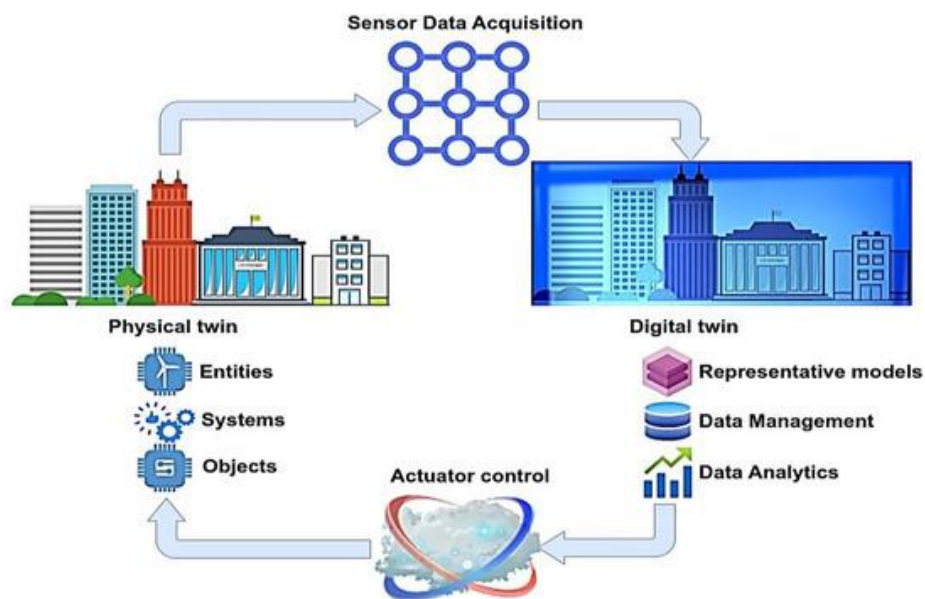 Sensor Data Acquisition
Physical twin
Entities
Systems
Objects
Digital twin
Representative models
Data Management
Data Analytics
Actuator control